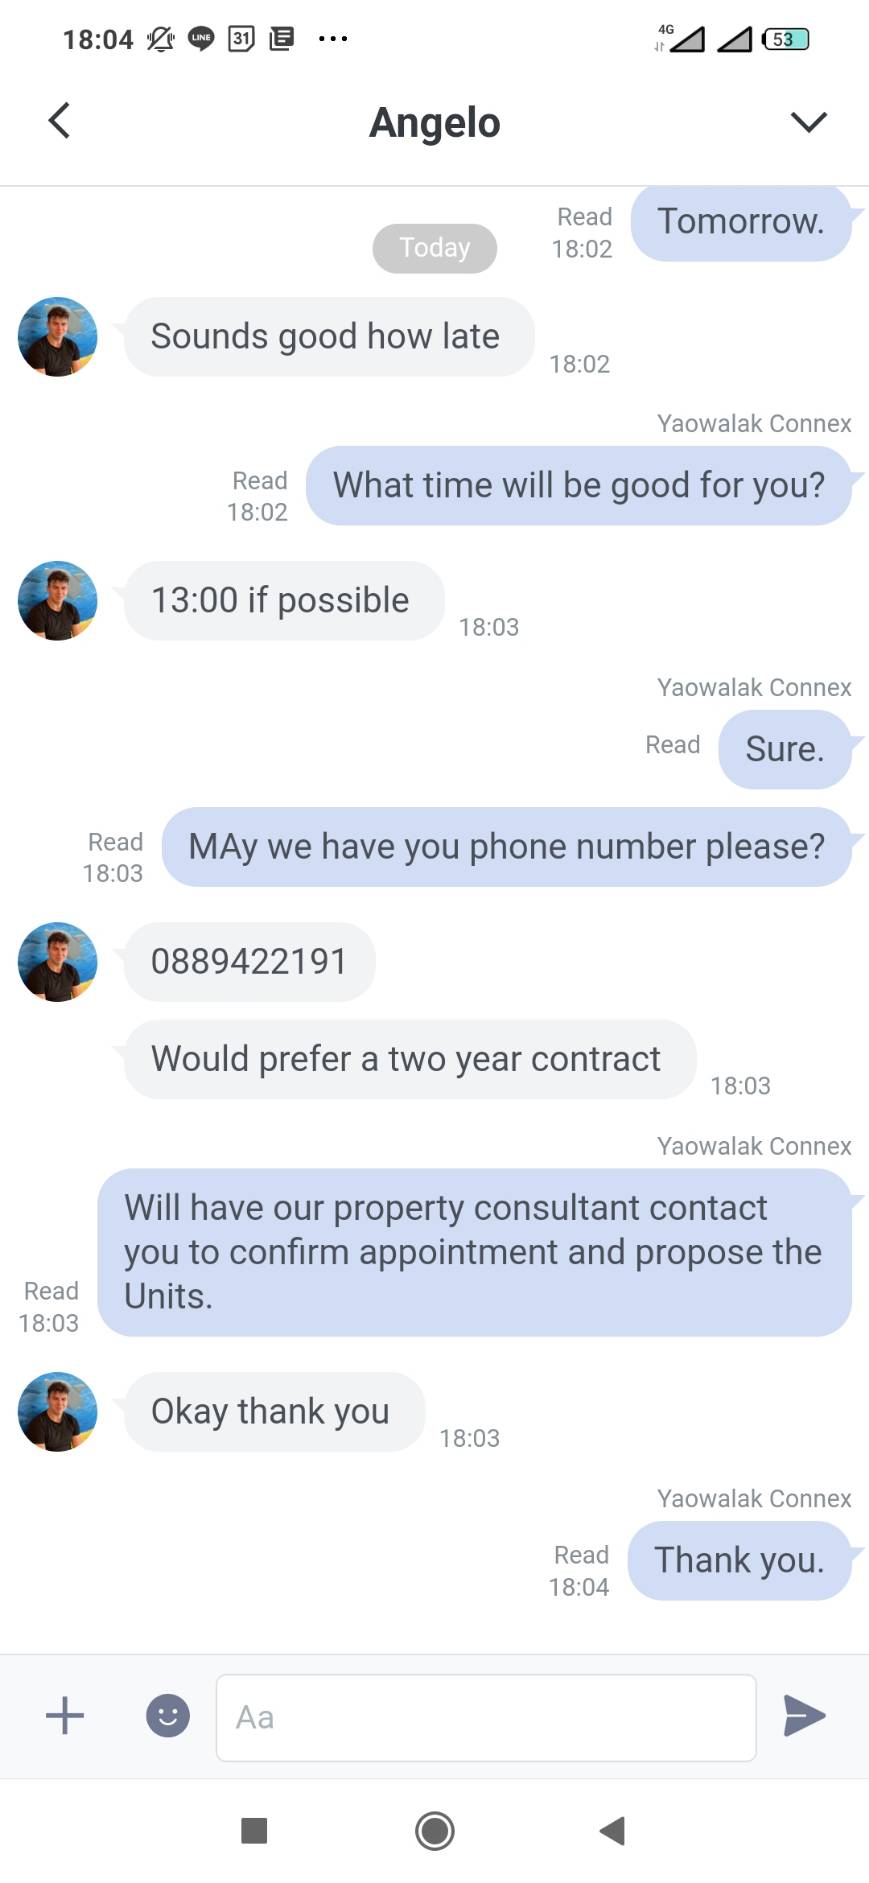 18:04 LINE 31 4G 53
Angelo
Tomorrow.
Read
18:02
Today
Sounds good how late
18:02
Yaowalak Connex
What time will be good for you?
Read
18:02
13:00 if possible
18:03
Yaowalak Connex
Sure.
Read
MAy we have you phone number please?
Read
18:03
0889422191
Would prefer a two year contract
18:03
Yaowalak Connex
Will have our property consultant contact
you to confirm appointment and propose the
Units.
Read
18:03
Okay thank you
18:03
Yaowalak Connex
Thank you.
Read
18:04
Aa